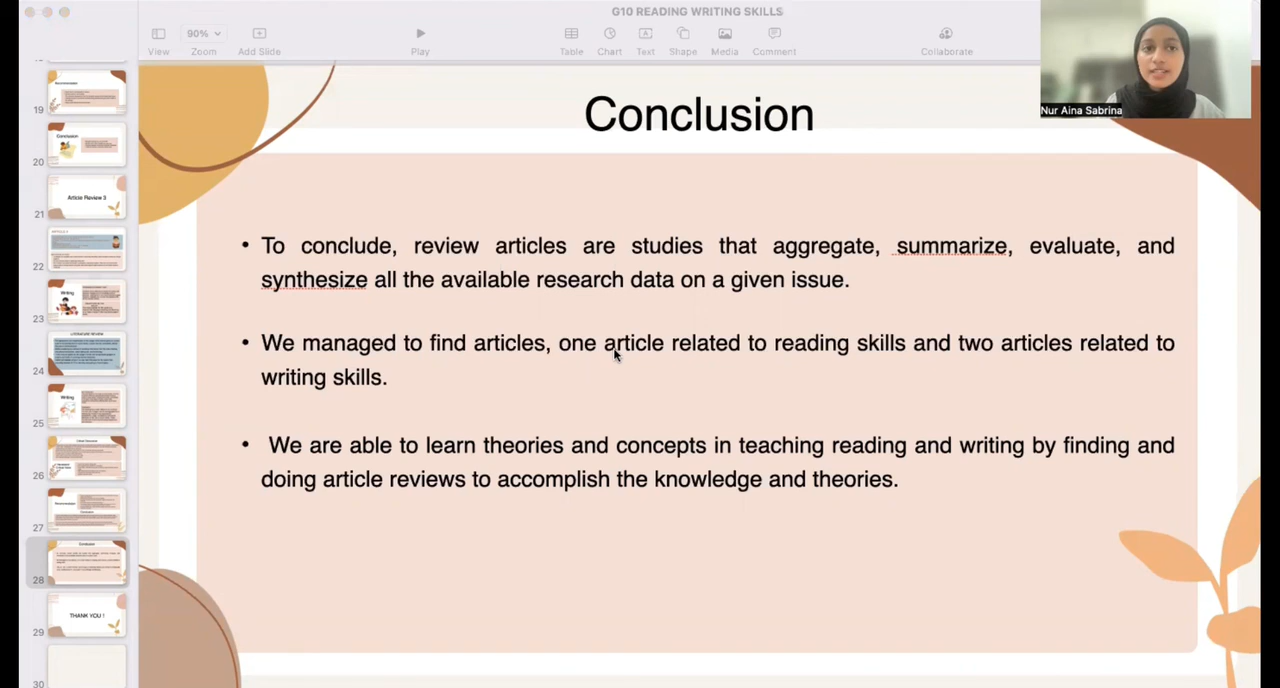 G10 READING WRITING SKILLS
90%
View
Zoom
Add Slide
Play
Table
Chart
Text
Shape
Media
Comment
Collaborate
Nur Aina Sabrina
19
Conclusion
20
Article Review 3
21
22
Writing
23
LITERATURE REVIEW
24
Writing
25
26
27
Conclusion
28
THANK YOU !
29
30
Conclusion
• To conclude, review articles are studies that aggregate, summarize, evaluate, and
synthesize all the available research data on a given issue.
• We managed to find articles, one article related to reading skills and two articles related to
writing skills.
• We are able to learn theories and concepts in teaching reading and writing by finding and
doing article reviews to accomplish the knowledge and theories.